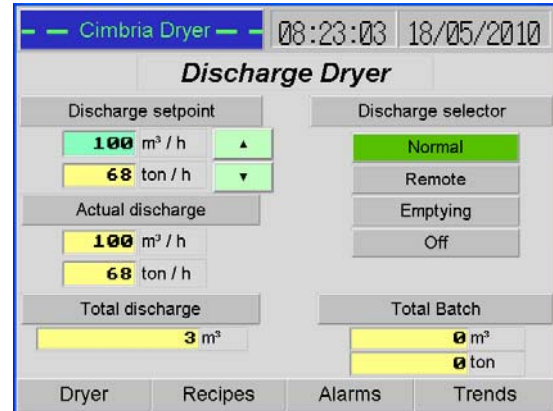 Cimbria Dryer 08:23:03 18/05/2010
Discharge Dryer
Discharge setpoint
100 m³ / h
68 ton / h
Actual discharge
100 m³ / h
68 ton / h
Total discharge
3 m³
Discharge selector
Normal
Remote
Emptying
Off
Total Batch
0 m³
0 ton
Dryer Recipes Alarms Trends